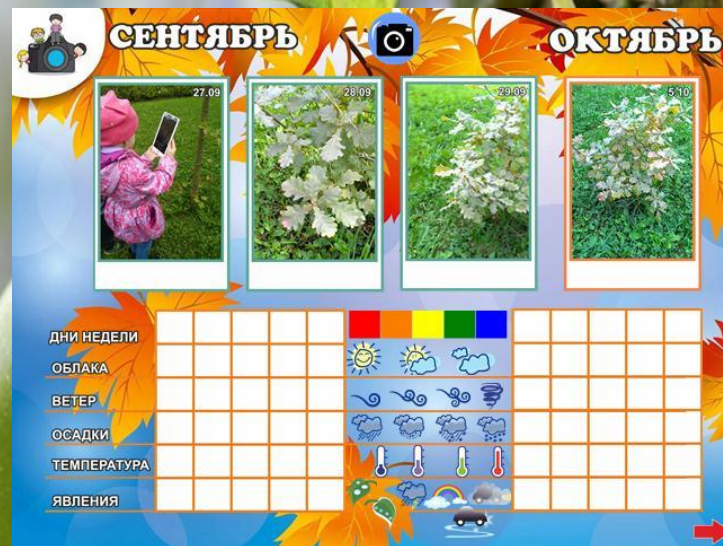 СЕНТЯБРЬ
ОКТЯБРЬ
27.09
28.09
29.09
5.10
ДНИ НЕДЕЛИ
ОБЛАКА
ВЕТЕР
ОСАДКИ
ТЕМПЕРАТУРА
ЯВЛЕНИЯ